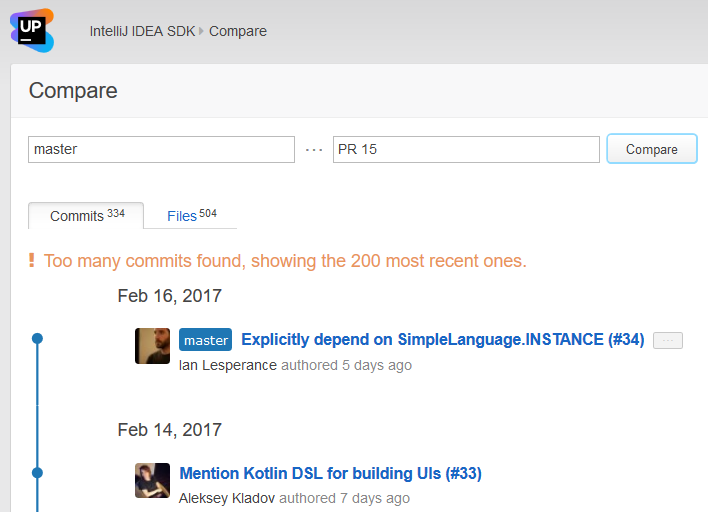 UP
IntelliJ IDEA SDK Compare
Compare
master ... PR 15 Compare
Commits 334 Files 504
! Too many commits found, showing the 200 most recent ones.
Feb 16, 2017
master Explicitly depend on SimpleLanguage.INSTANCE (#34) ...
Ian Lesperance authored 5 days ago
Feb 14, 2017
Mention Kotlin DSL for building UIs (#33)
Aleksey Kladov authored 7 days ago